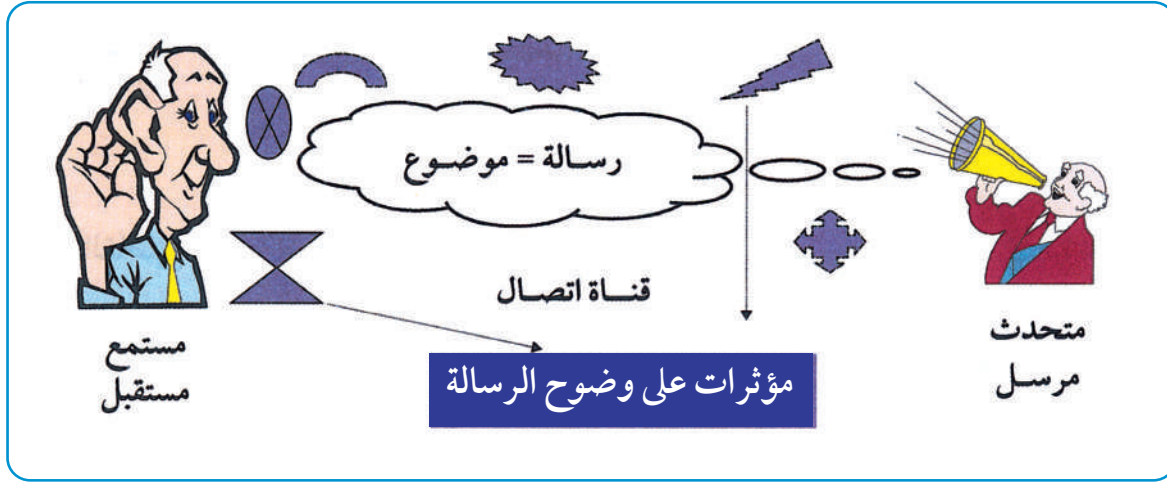 رسالة = موضوع
قناة اتصال
متحدث
مرسل
مستمع
مستقبل
مؤثرات على وضوح الرسالة